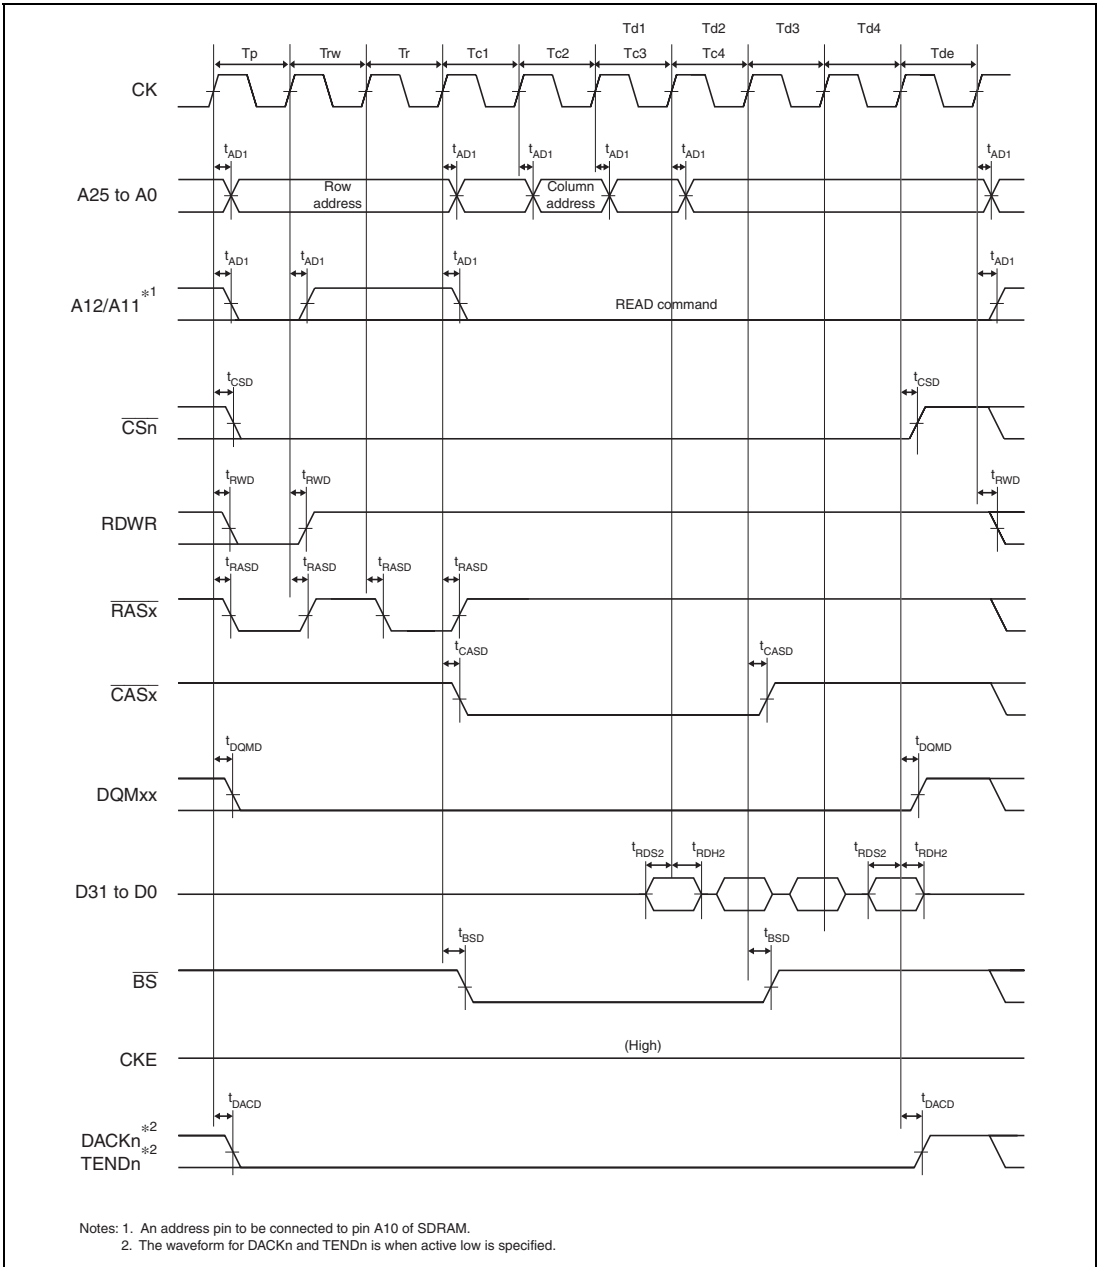 Td1 Td2 Td3 Td4
Tp Trw Tr Tc1 Tc2 Tc3 Tc4 Tde
CK
tAD1 tAD1 tAD1 tAD1 tAD1 tAD1
A25 to A0
Row address
Column address
tAD1 tAD1 tAD1 tAD1
A12/A11 *1
READ command
tCSD tCSD
CSn
tRWD tRWD tRWD
RDWR
tRASD tRASD tRASD tRASD
RASx
tCASD tCASD
CASx
tDQMD tDQMD
DQMxx
tRDS2 tRDH2 tRDS2 tRDH2
D31 to D0
tBSD tBSD
BS
(High)
CKE
tDACD tDACD
DACKn*2
TENDn*2
Notes: 1. An address pin to be connected to pin A10 of SDRAM.
2. The waveform for DACKn and TENDn is when active low is specified.